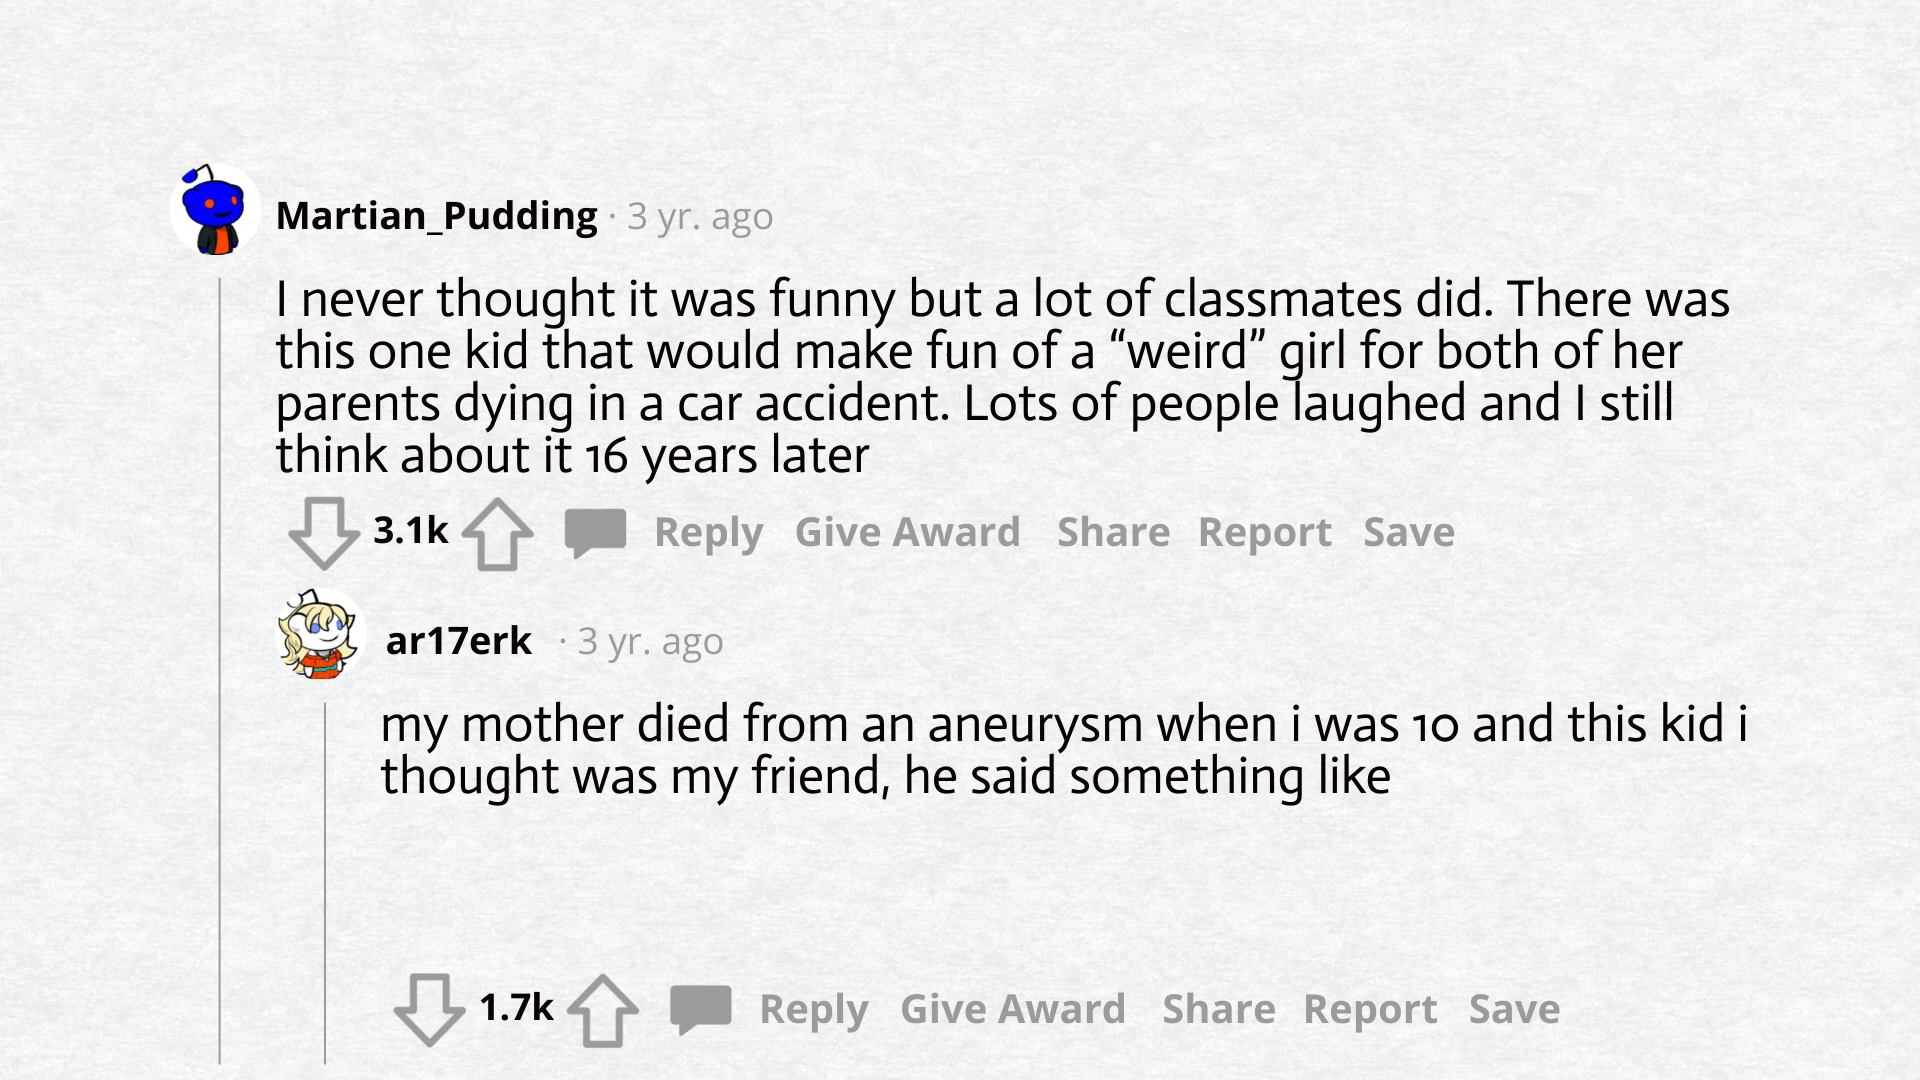 Martian_Pudding · 3 yr. ago
I never thought it was funny but a lot of classmates did. There was
this one kid that would make fun of a “weird” girl for both of her
parents dying in a car accident. Lots of people laughed and I still
think about it 16 years later
3.1k Reply Give Award Share Report Save
ar17erk · 3 yr. ago
my mother died from an aneurysm when i was 10 and this kid i
thought was my friend, he said something like
1.7k Reply Give Award Share Report Save